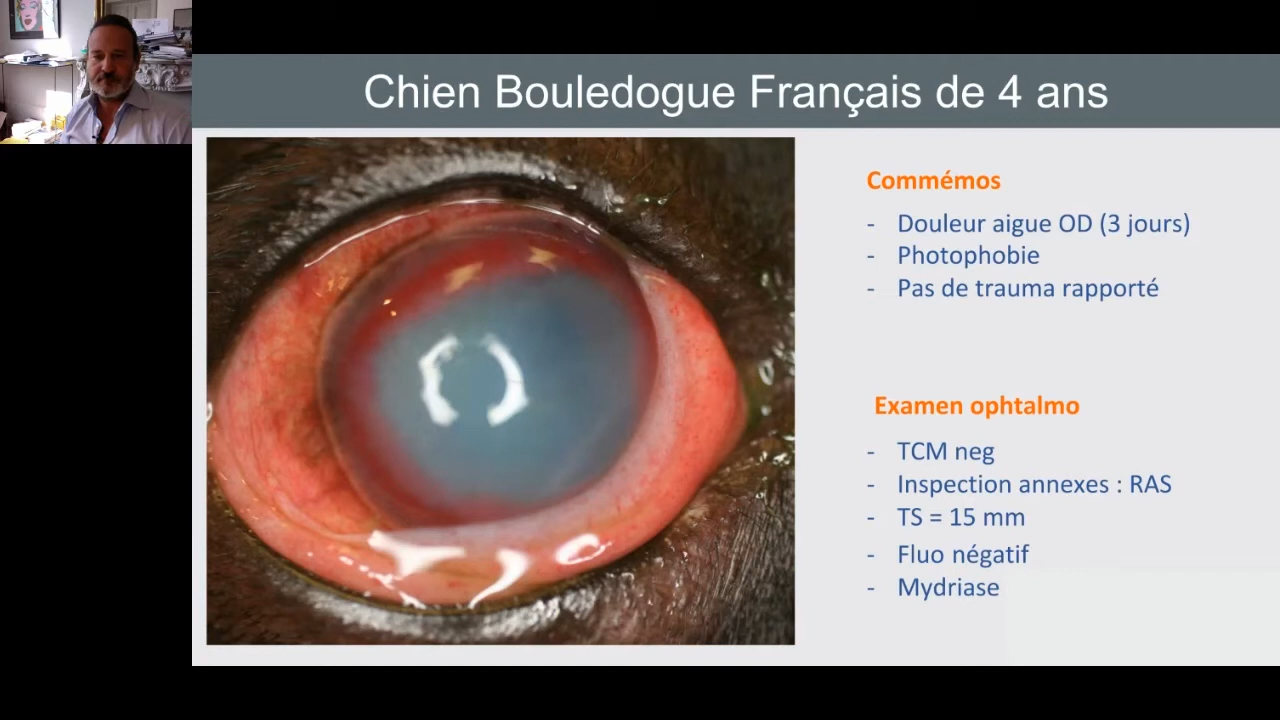 Chien Bouledogue Français de 4 ans
Commémos
- Douleur aigue OD (3 jours)
- Photophobie
- Pas de trauma rapporté
Examen ophtalmo
- TCM neg
- Inspection annexes : RAS
- TS = 15 mm
- Fluo négatif
- Mydriase